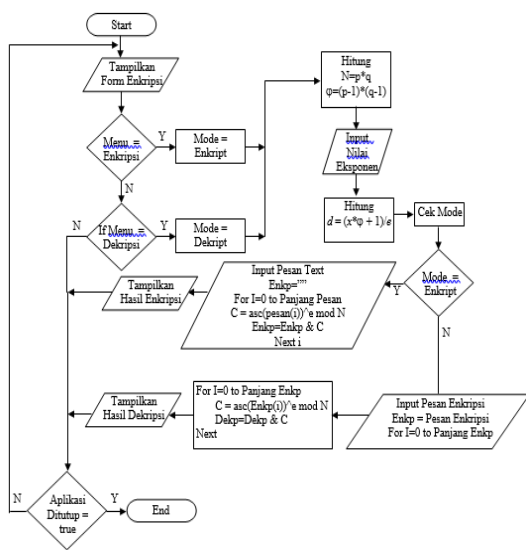 Start
Tampilkan
Form Enkripsi
Menu =
Enkripsi
Y
Mode =
Enkript
N
If Menu =
Dekripsi
Y
Mode =
Dekript
N
Hitung
N=p*q
φ=(p-1)*(q-1)
Input
Nilai
Eksponen
Hitung
d = (x*φ + 1)/e
Cek Mode
Mode =
Enkript
Y
N
Input Pesan Text
Enkp=""
For I=0 to Panjang Pesan
C = asc(pesan(i))^e mod N
Enkp=Enkp & C
Next i
Tampilkan
Hasil Enkripsi
Input Pesan Enkripsi
Enkp = Pesan Enkripsi
For I=0 to Panjang Enkp
For I=0 to Panjang Enkp
C = asc(Enkp(i))^e mod N
Dekp=Dekp & C
Next
Tampilkan
Hasil Dekripsi
Aplikasi
Ditutup =
true
N
Y
End